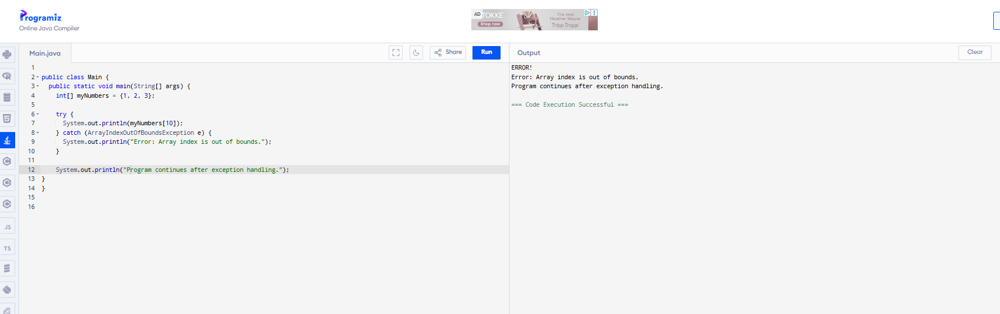 Programiz
Online Java Compiler
AD
TOKKE
Shop now
The new
Heather Mauve
Tripp Trapp
Main.java
Share
Run
Output
Clear
1
2 public class Main {
3 public static void main(String[] args) {
4 int[] myNumbers = {1, 2, 3};
5
6 try {
7 System.out.println(myNumbers[10]);
8 } catch (ArrayIndexOutOfBoundsException e) {
9 System.out.println("Error: Array index is out of bounds.");
10 }
11
12 System.out.println("Program continues after exception handling.");
13 }
14 }
15
16
ERROR!
Error: Array index is out of bounds.
Program continues after exception handling.
=== Code Execution Successful ===
JS
TS